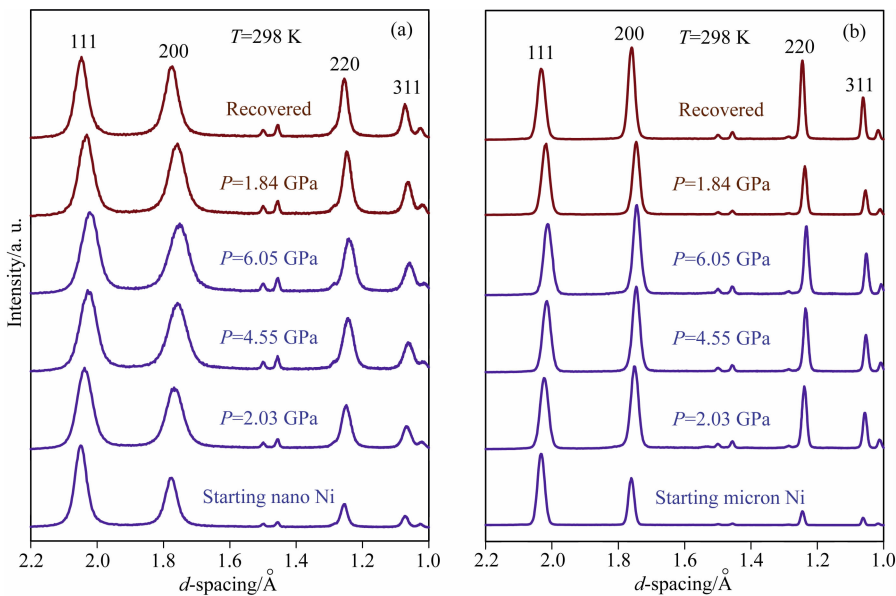 T=298 K
(a)
111
200
220
311
Recovered
P=1.84 GPa
P=6.05 GPa
P=4.55 GPa
P=2.03 GPa
Starting nano Ni
Intensity/a. u.
2.2 2.0 1.8 1.6 1.4 1.2 1.0
d-spacing/Å
T=298 K
(b)
111
200
220
311
Recovered
P=1.84 GPa
P=6.05 GPa
P=4.55 GPa
P=2.03 GPa
Starting micron Ni
2.2 2.0 1.8 1.6 1.4 1.2 1.0
d-spacing/Å